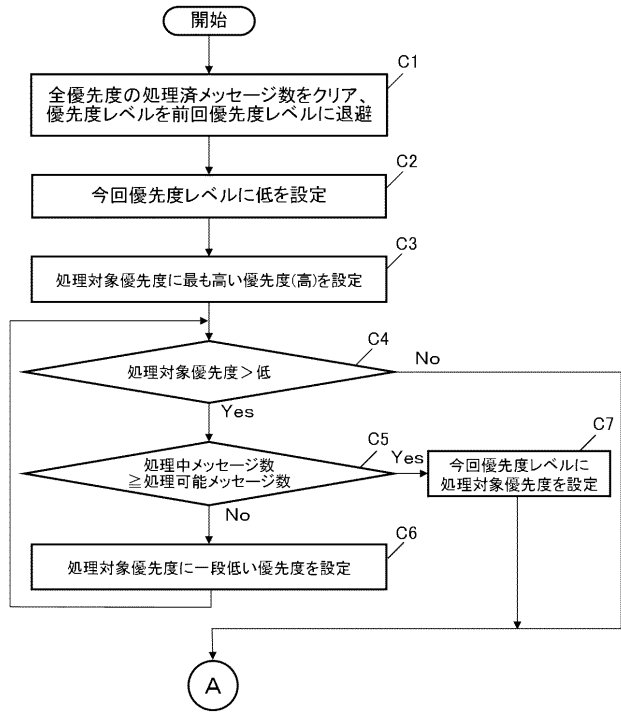 開始
C1
全優先度の処理済メッセージ数をクリア、
優先度レベルを前回優先度レベルに退避
C2
今回優先度レベルに低を設定
C3
処理対象優先度に最も高い優先度(高)を設定
C4
処理対象優先度＞低
No
Yes
C5
処理中メッセージ数
≧処理可能メッセージ数
Yes
C7
今回優先度レベルに
処理対象優先度を設定
No
C6
処理対象優先度に一段低い優先度を設定
A